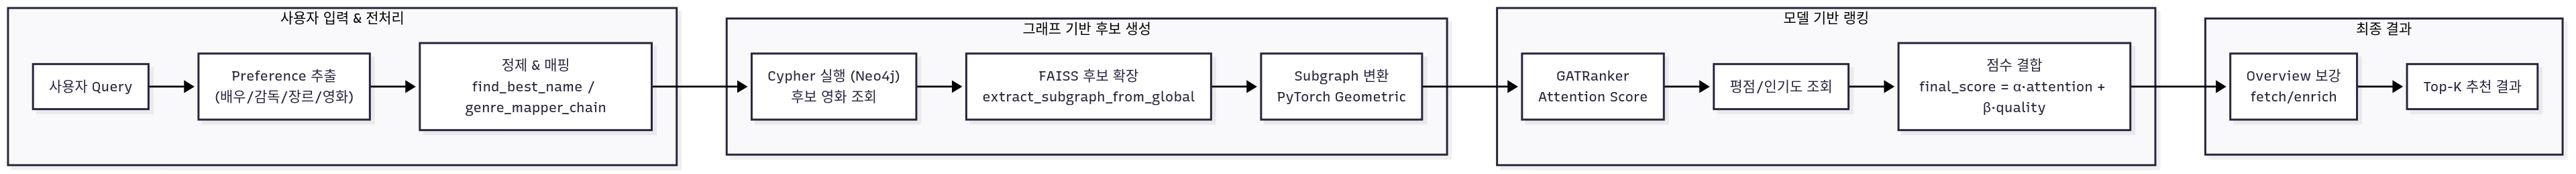 사용자 입력 & 전처리
사용자 Query
Preference 추출
(배우/감독/장르/영화)
정제 & 매핑
find_best_name /
genre_mapper_chain
그래프 기반 후보 생성
Cypher 실행 (Neo4j)
후보 영화 조회
FAISS 후보 확장
extract_subgraph_from_global
Subgraph 변환
PyTorch Geometric
모델 기반 랭킹
GATRanker
Attention Score
평점/인기도 조회
점수 결합
final_score = α·attention +
β·quality
최종 결과
Overview 보강
fetch/enrich
Top-K 추천 결과